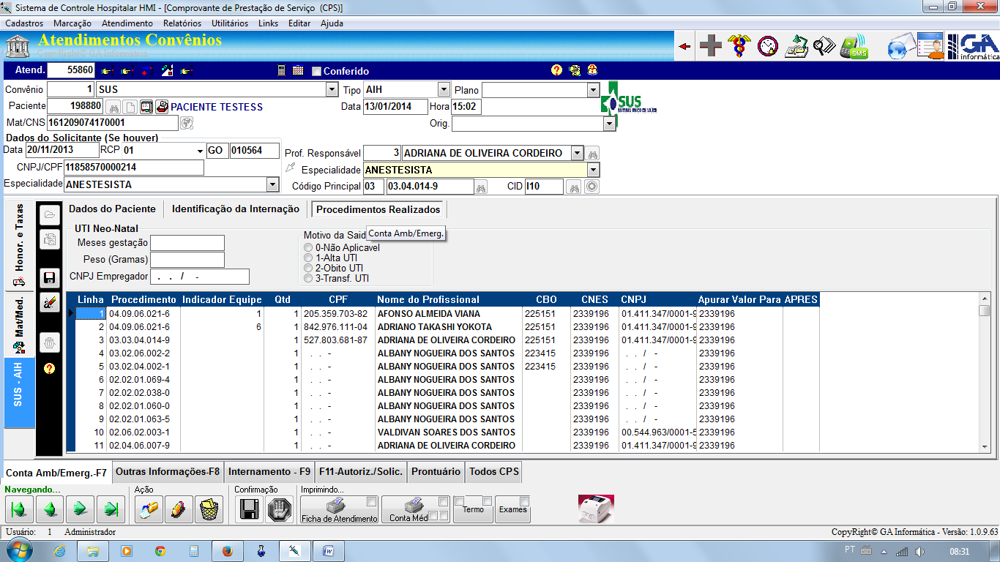 Sistema de Controle Hospitalar HMI - [Comprovante de Prestação de Serviço (CPS)]
Cadastros Marcação Atendimento Relatórios Utilitários Links Editar Ajuda
Atendimentos Convênios
CopyRight© GA Informática
SMS
GA informática
Atend. 55860 Conferido
Convênio 1 SUS Tipo AIH Plano
SUS
Paciente 198880 PACIENTE TESTESS Data 13/01/2014 Hora 15:02
Mat/CNS 161209074170001 Orig.
Dados do Solicitante (Se houver)
Data 20/11/2013 RCP 01 GO 010564 Prof. Responsável 3 ADRIANA DE OLIVEIRA CORDEIRO
CNPJ/CPF 11858570000214 Especialidade ANESTESISTA
Especialidade ANESTESISTA Código Principal 03 03.04.014-9 CID I10
Honor. e Taxas
Mat/Med.
SUS - AIH
Dados do Paciente Identificação da Internação Procedimentos Realizados
UTI Neo-Natal
Meses gestação
Peso (Gramas)
CNPJ Empregador . . / -
Motivo da Said
Conta Amb/Emerg.
0-Não Aplicavel
1-Alta UTI
2-Obito UTI
3-Transf. UTI
Linha Procedimento Indicador Equipe Qtd CPF Nome do Profissional CBO CNES CNPJ Apurar Valor Para APRES
1 04.09.06.021-6 1 1 205.359.703-82 AFONSO ALMEIDA VIANA 225151 2339196 01.411.347/0001-9 2339196
2 04.09.06.021-6 6 1 842.976.111-04 ADRIANO TAKASHI YOKOTA 225151 2339196 01.411.347/0001-9 2339196
3 03.03.04.014-9 1 527.803.681-87 ADRIANA DE OLIVEIRA CORDEIRO 225151 2339196 01.411.347/0001-9 2339196
4 03.02.06.002-2 1 . . - ALBANY NOGUEIRA DOS SANTOS 223415 2339196 . . / - 2339196
5 03.02.04.002-1 1 . . - ALBANY NOGUEIRA DOS SANTOS 223415 2339196 . . / - 2339196
6 02.02.01.069-4 1 . . - ALBANY NOGUEIRA DOS SANTOS 2339196 . . / - 2339196
7 02.02.02.038-0 1 . . - ALBANY NOGUEIRA DOS SANTOS 2339196 . . / - 2339196
8 02.02.01.060-0 1 . . - ALBANY NOGUEIRA DOS SANTOS 2339196 . . / - 2339196
9 02.02.01.063-5 1 . . - ALBANY NOGUEIRA DOS SANTOS 2339196 . . / - 2339196
10 02.06.02.003-1 1 . . - VALDIVAN SOARES DOS SANTOS 2339196 00.544.963/0001-5 2339196
11 02.04.06.007-9 1 . . - ADRIANA DE OLIVEIRA CORDEIRO 2339196 01.411.347/0001-9 2339196
Conta Amb/Emerg.-F7 Outras Informações-F8 Internamento - F9 F11-Autoriz./Solic. Prontuário Todos CPS
Navegando... Ação Confirmação Imprimindo...
Ficha de Atendimento Conta Méd Termo Exames
Usuário: 1 Administrador CopyRight© GA Informática - Versão: 1.0.9.63
PT 08:31